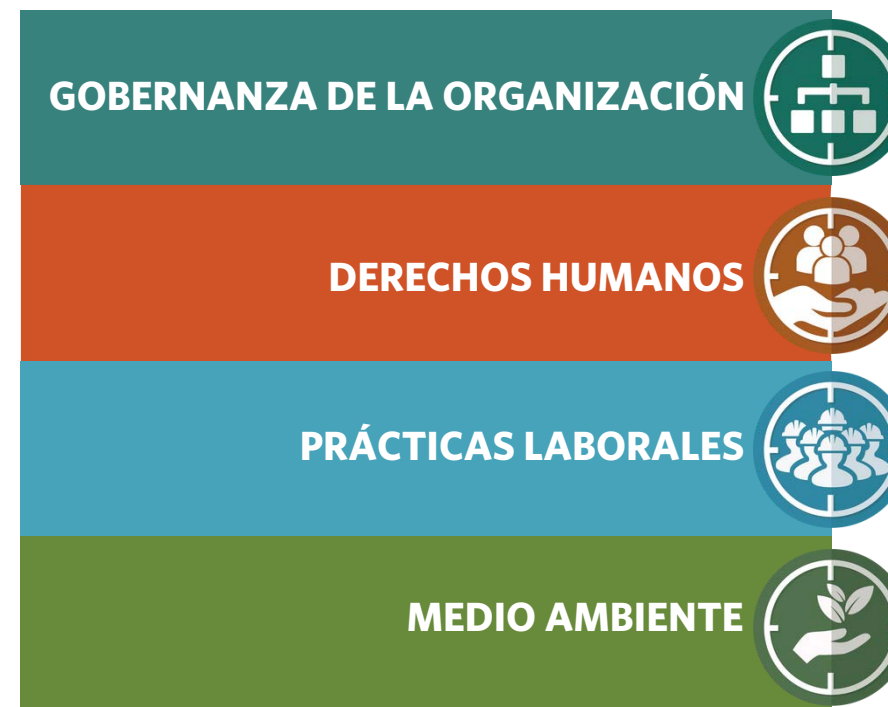 GOBERNANZA DE LA ORGANIZACIÓN
DERECHOS HUMANOS
PRÁCTICAS LABORALES
MEDIO AMBIENTE